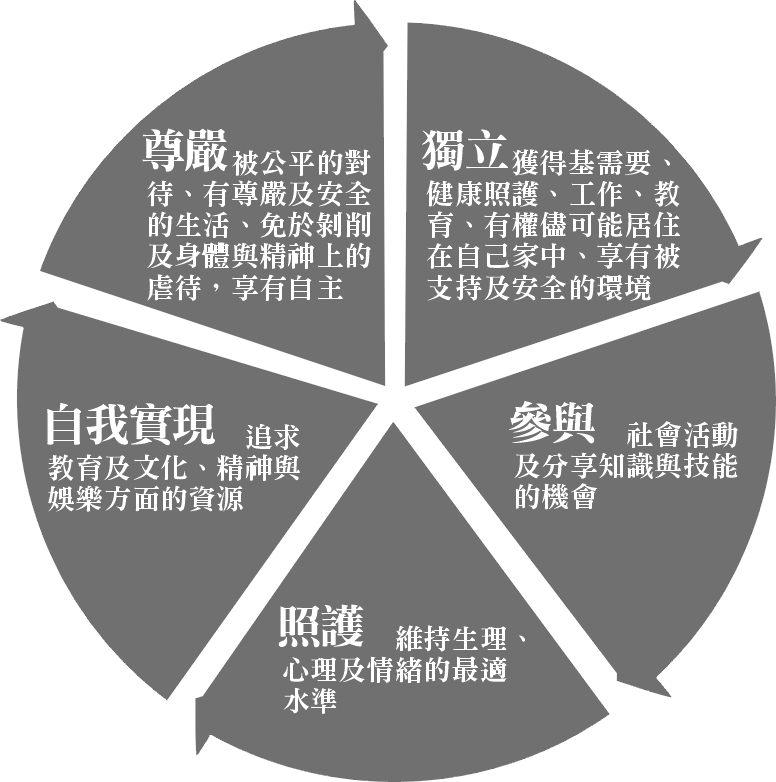 尊嚴 被公平的對
待、有尊嚴及安全
的生活、免於剝削
及身體與精神上的
虐待，享有自主
獨立 獲得基需要、
健康照護、工作、教
育、有權儘可能居住
在自己家中、享有被
支持及安全的環境
自我實現 追求
教育及文化、精神與
娛樂方面的資源
參與 社會活動
及分享知識與技能
的機會
照護 維持生理、
心理及情緒的最適
水準